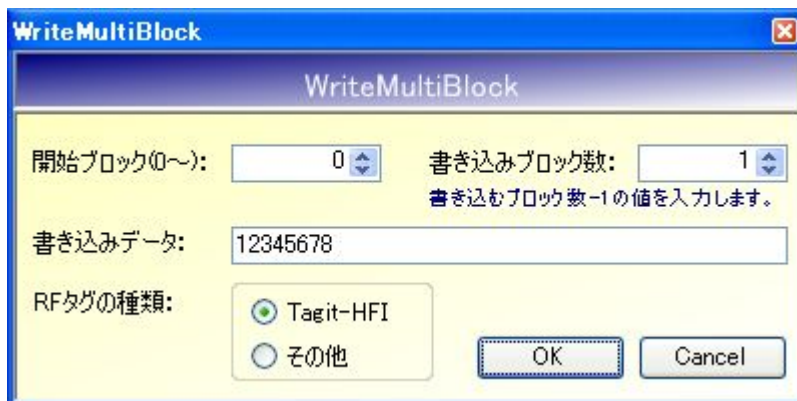 WriteMultiBlock
WriteMultiBlock
開始ブロック(0～): 0 書き込みブロック数: 1
書き込むブロック数-1の値を入力します。
書き込みデータ: 12345678
RFタグの種類: Tagit-HFI
その他 OK Cancel